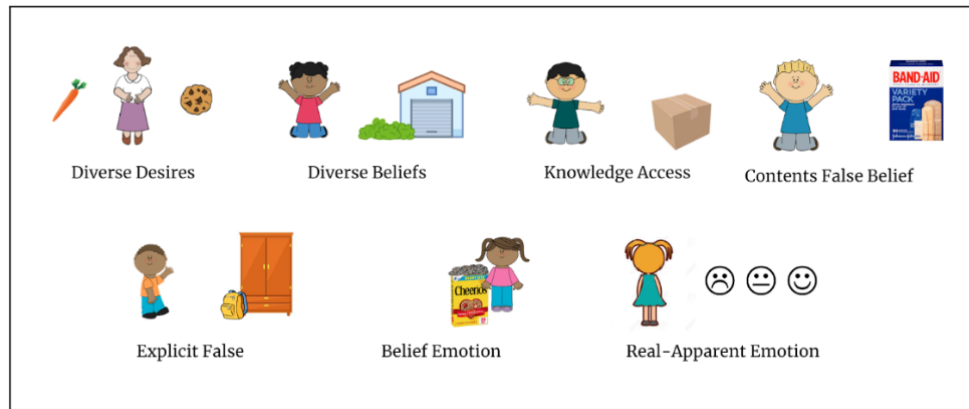 BAND-AID
VARIETY
PACK
Diverse Desires
Diverse Beliefs
Knowledge Access
Contents False Belief
Cheerios
Explicit False
Belief Emotion
Real-Apparent Emotion